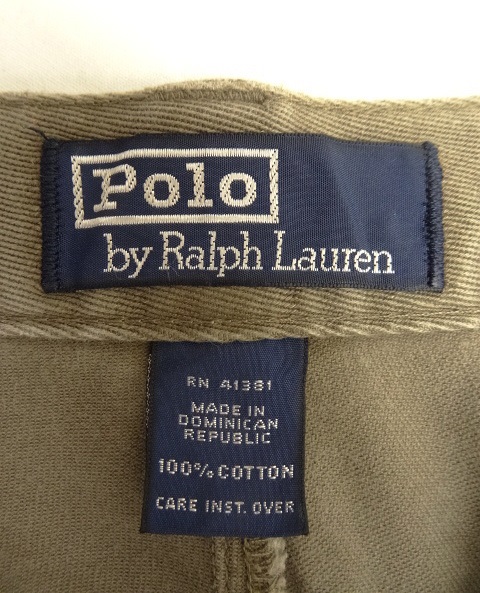 Polo
by Ralph Lauren
RN 41381
MADE IN
DOMINICAN
REPUBLIC
100% COTTON
CARE INST. OVER